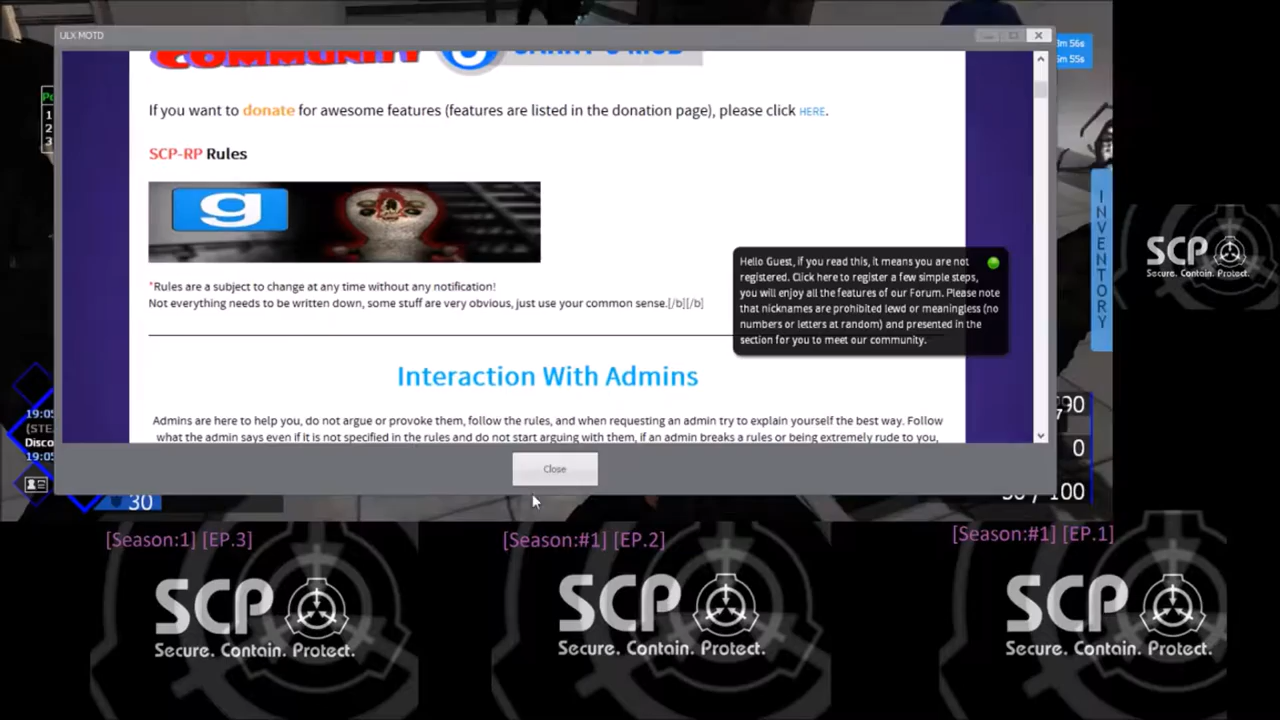 ULX MOTD
COMMUNITY
If you want to donate for awesome features (features are listed in the donation page), please click HERE.
SCP-RP Rules
g
*Rules are a subject to change at any time without any notification!
Not everything needs to be written down, some stuff are very obvious, just use your common sense.[/b][/b]
Hello Guest, if you read this, it means you are not
registered. Click here to register a few simple steps,
you will enjoy all the features of our Forum. Please note
that nicknames are prohibited lewd or meaningless (no
numbers or letters at random) and presented in the
section for you to meet our community.
Interaction With Admins
Admins are here to help you, do not argue or provoke them, follow the rules, and when requesting an admin try to explain yourself the best way. Follow
what the admin says even if it is not specified in the rules and do not start arguing with them, if an admin breaks a rules or being extremely rude to you,
Close
INVENTORY
1
2
3
0
100
30
SCP
Secure. Contain. Protect.
[Season:1] [EP.3]
[Season:#1] [EP.2]
[Season:#1] [EP.1]
SCP
Secure. Contain. Protect.
SCP
Secure. Contain. Protect.
SCP
Secure. Contain. Protect.